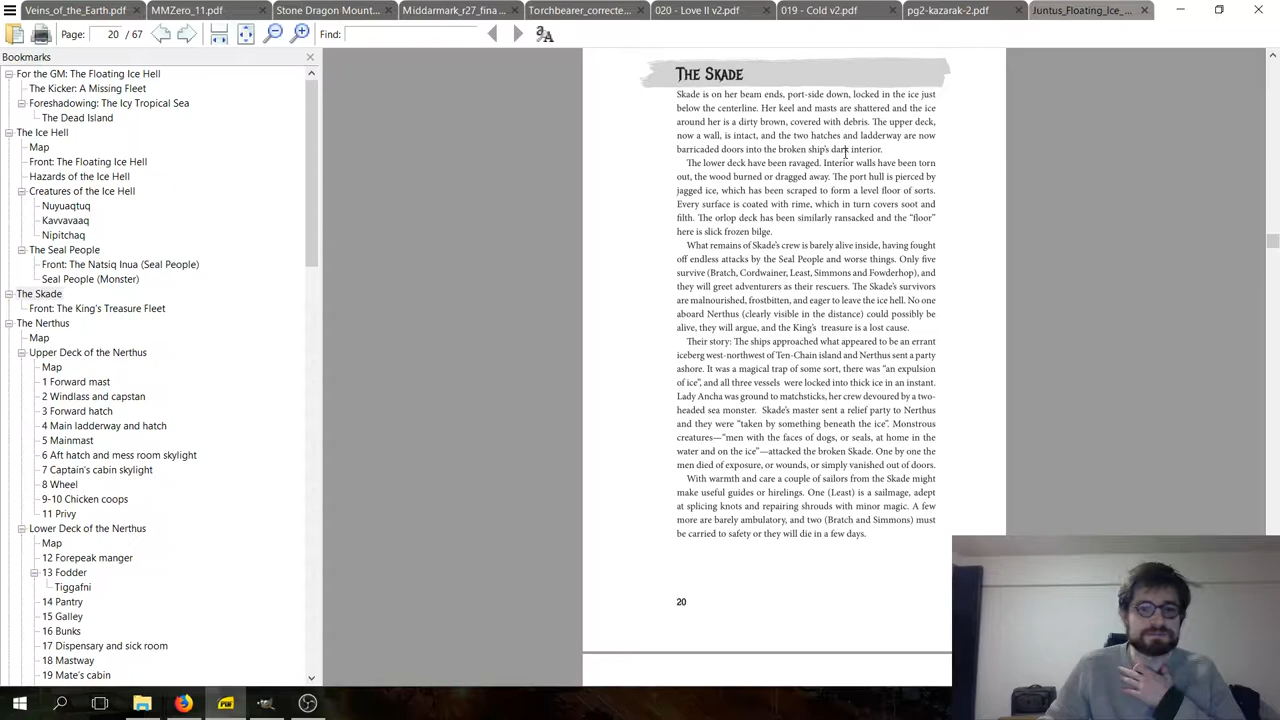 Veins_of_the_Earth.pdf
MMZero_11.pdf
Stone Dragon Mount...
Middarmark_r27_fina
Torchbearer_correcte...
020 - Love II v2.pdf
019 - Cold v2.pdf
pg2-kazarak-2.pdf
Juntus_Floating_Ice_...
Page: 20 / 67
Find:
Bookmarks
For the GM: The Floating Ice Hell
The Kicker: A Missing Fleet
Foreshadowing: The Icy Tropical Sea
The Dead Island
The Ice Hell
Map
Front: The Floating Ice Hell
Hazards of the Ice Hell
Creatures of the Ice Hell
Nuyuaqtuq
Kavvavaaq
Nipitchaq
The Seal People
Front: The Natsiq Inua (Seal People)
Seal People (Monster)
The Skade
Front: The King's Treasure Fleet
The Nerthus
Map
Upper Deck of the Nerthus
Map
1 Forward mast
2 Windlass and capstan
3 Forward hatch
4 Main ladderway and hatch
5 Mainmast
6 Aft hatch and mess room skylight
7 Captain's cabin skylight
8 Wheel
9-10 Chicken coops
11 Privy
Lower Deck of the Nerthus
Map
12 Forepeak manger
13 Fodder
Tiggafni
14 Pantry
15 Galley
16 Bunks
17 Dispensary and sick room
18 Mastway
19 Mate's cabin
The Skade
Skade is on her beam ends, port-side down, locked in the ice just
below the centerline. Her keel and masts are shattered and the ice
around her is a dirty brown, covered with debris. The upper deck,
now a wall, is intact, and the two hatches and ladderway are now
barricaded doors into the broken ship's dark interior.
The lower deck have been ravaged. Interior walls have been torn
out, the wood burned or dragged away. The port hull is pierced by
jagged ice, which has been scraped to form a level floor of sorts.
Every surface is coated with rime, which in turn covers soot and
filth. The orlop deck has been similarly ransacked and the “floor”
here is slick frozen bilge.
What remains of Skade's crew is barely alive inside, having fought
off endless attacks by the Seal People and worse things. Only five
survive (Bratch, Cordwainer, Least, Simmons and Fowderhop), and
they will greet adventurers as their rescuers. The Skade's survivors
are malnourished, frostbitten, and eager to leave the ice hell. No one
aboard Nerthus (clearly visible in the distance) could possibly be
alive, they will argue, and the King's treasure is a lost cause.
Their story: The ships approached what appeared to be an errant
iceberg west-northwest of Ten-Chain island and Nerthus sent a party
ashore. It was a magical trap of some sort, there was “an expulsion
of ice”, and all three vessels were locked into thick ice in an instant.
Lady Ancha was ground to matchsticks, her crew devoured by a two-
headed sea monster. Skade's master sent a relief party to Nerthus
and they were “taken by something beneath the ice”. Monstrous
creatures—“men with the faces of dogs, or seals, at home in the
water and on the ice”—attacked the broken Skade. One by one the
men died of exposure, or wounds, or simply vanished out of doors.
With warmth and care a couple of sailors from the Skade might
make useful guides or hirelings. One (Least) is a sailmage, adept
at splicing knots and repairing shrouds with minor magic. A few
more are barely ambulatory, and two (Bratch and Simmons) must
be carried to safety or they will die in a few days.
20